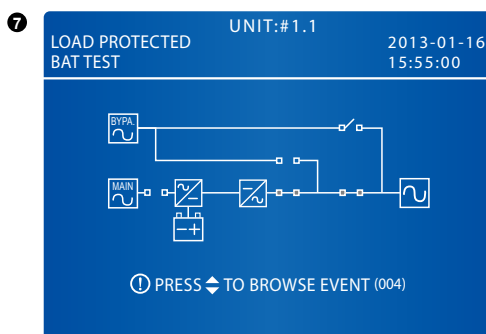 7
UNIT:#1.1
LOAD PROTECTED
BAT TEST
2013-01-16
15:55:00
BYPA.
MAIN
PRESS TO BROWSE EVENT (004)